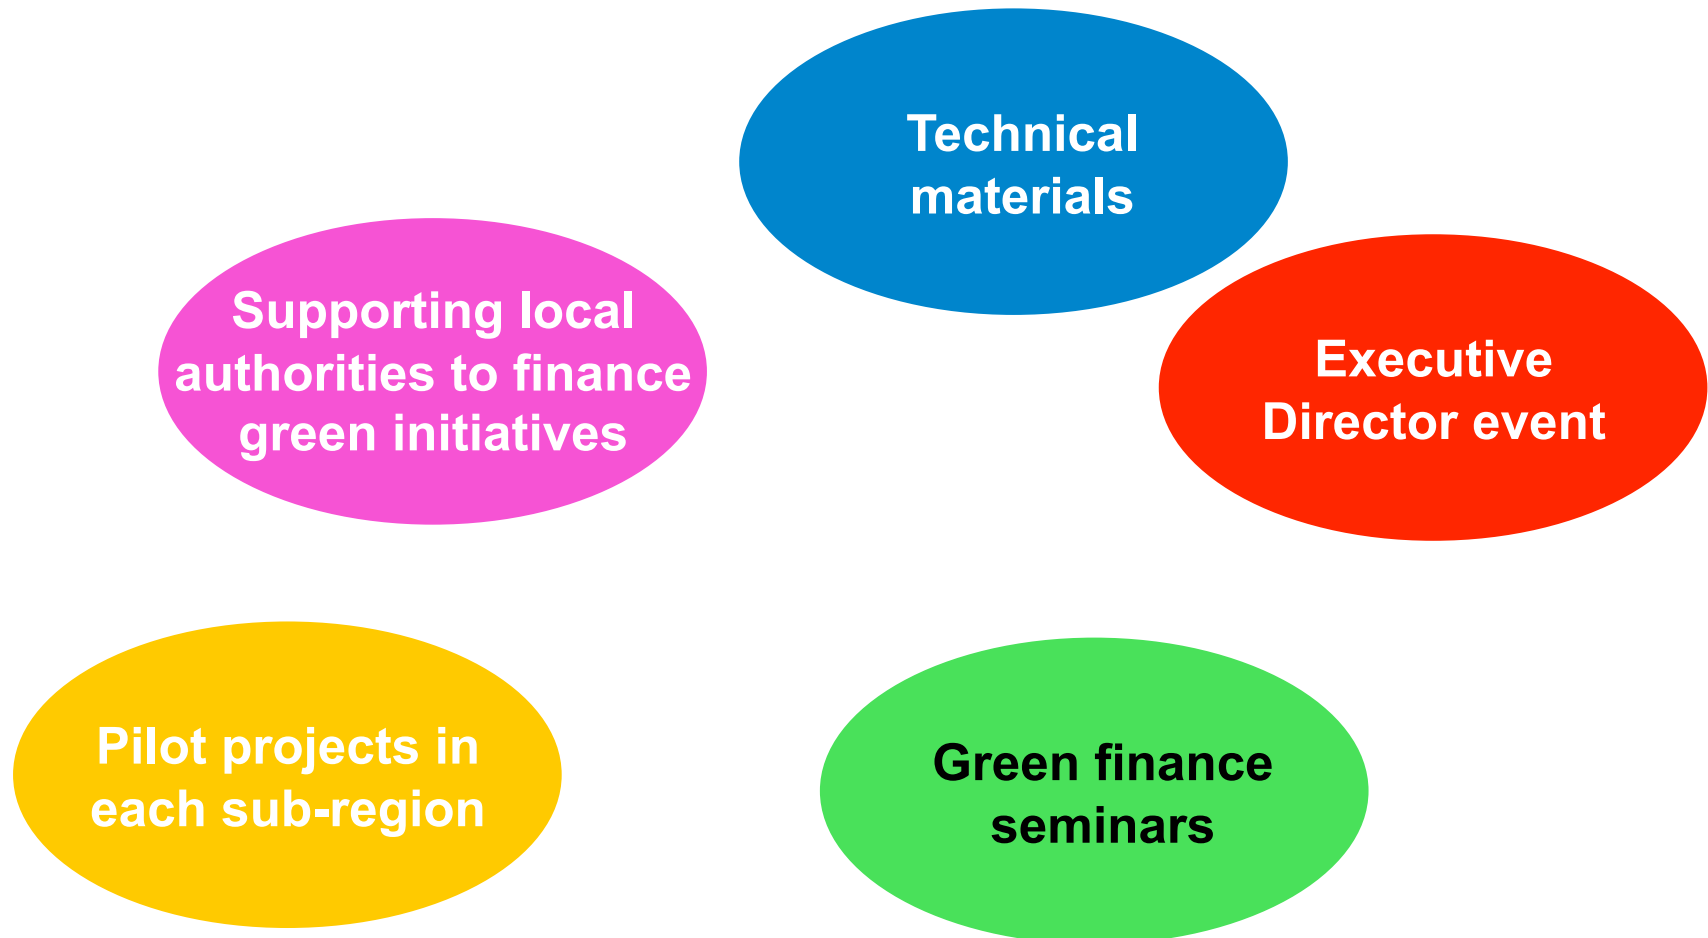 Technical
materials
Supporting local
authorities to finance
green initiatives
Executive
Director event
Pilot projects in
each sub-region
Green finance
seminars